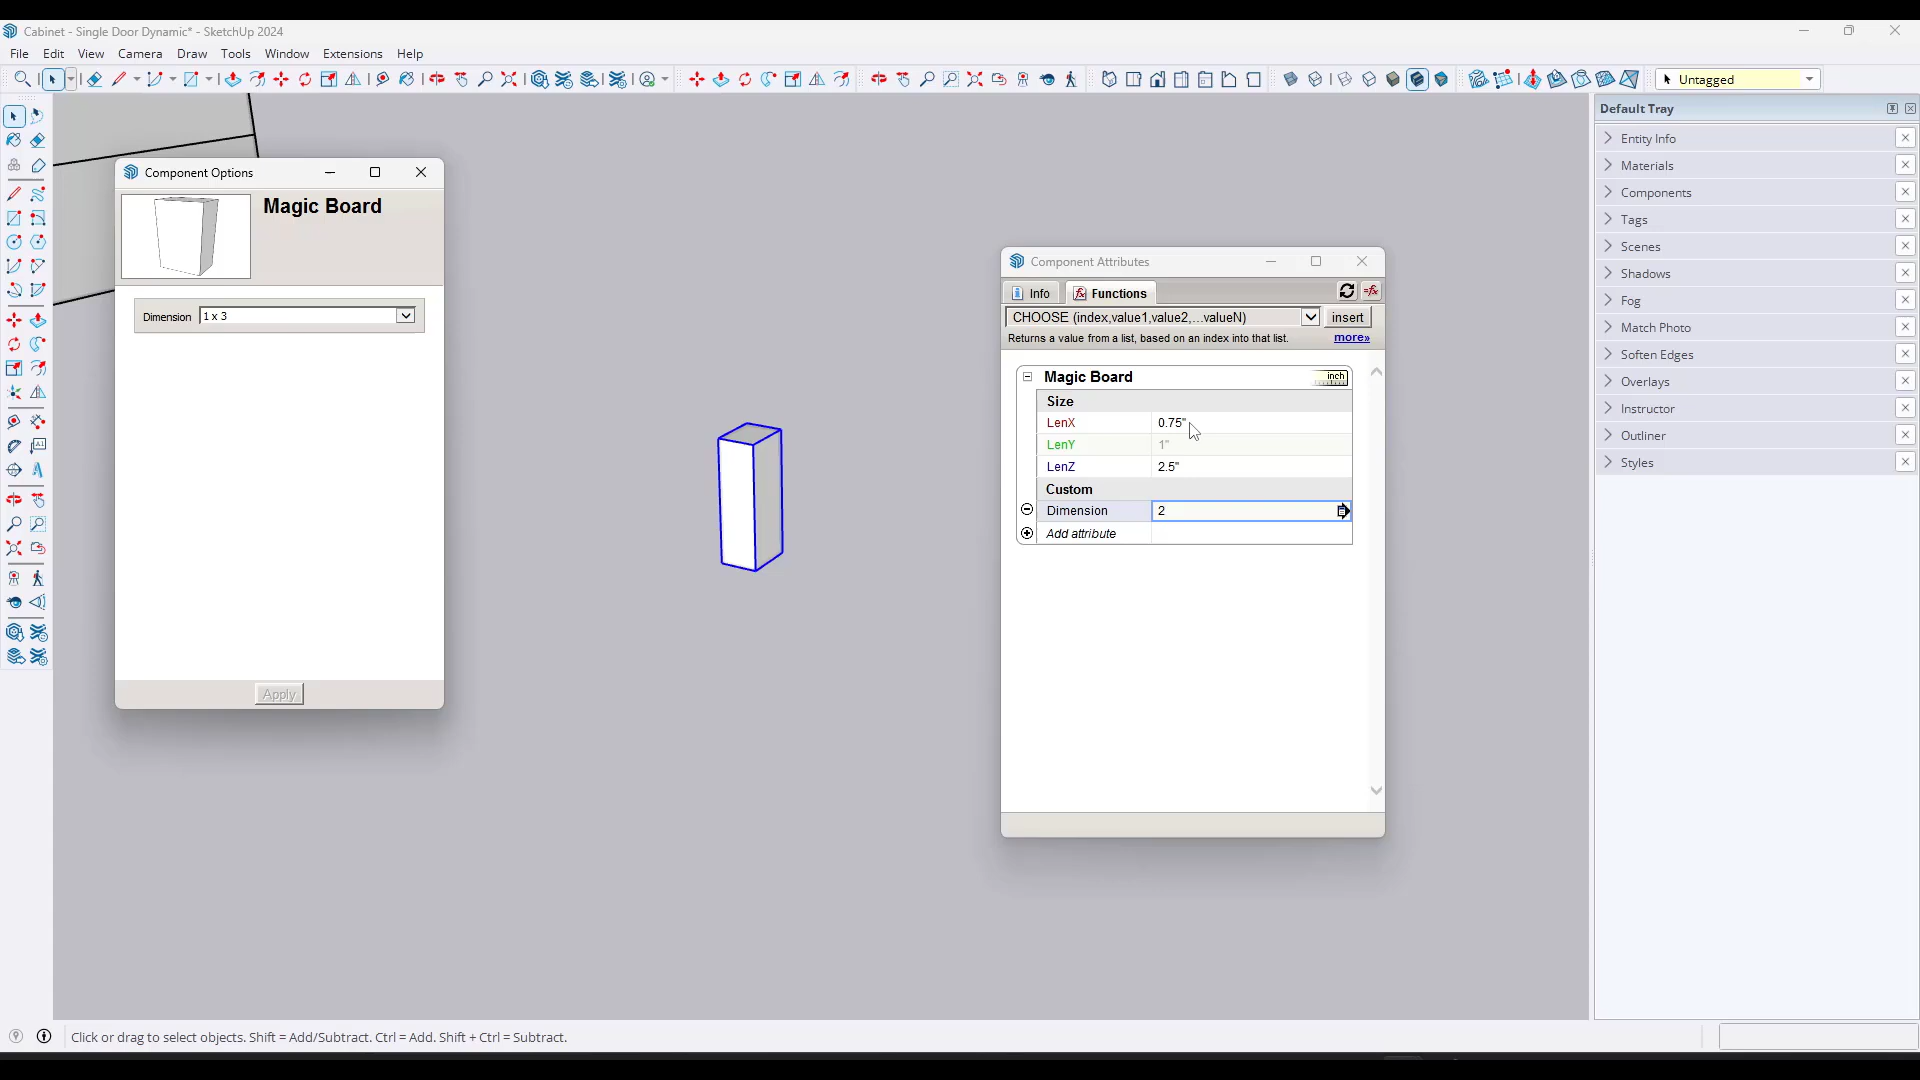 Cabinet - Single Door Dynamic* - SketchUp 2024
File Edit View Camera Draw Tools Window Extensions Help
Untagged
Default Tray
Entity Info
Materials
Components
Tags
Scenes
Shadows
Fog
Match Photo
Soften Edges
Overlays
Instructor
Outliner
Styles
Component Options
Magic Board
Dimension 1 x 3
Apply
Component Attributes
Info Functions
CHOOSE (index,value1,value2,...valueN) insert
Returns a value from a list, based on an index into that list. more»
Magic Board inch
Size
LenX 0.75"
LenY 1"
LenZ 2.5"
Custom
Dimension 2
Add attribute
Click or drag to select objects. Shift = Add/Subtract. Ctrl = Add. Shift + Ctrl = Subtract.